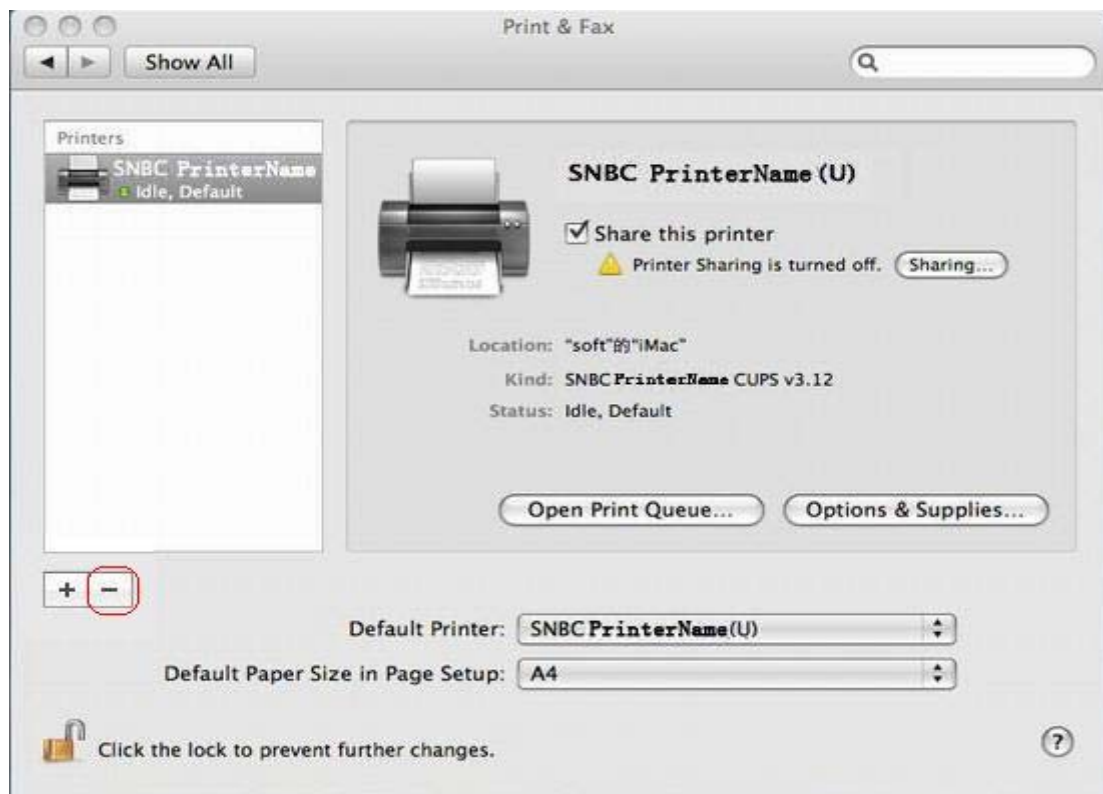 Print & Fax
Show All
Printers
SNBC PrinterName
Idle, Default
SNBC PrinterName (U)
Share this printer
Printer Sharing is turned off. Sharing...
Location: "soft"的"iMac"
Kind: SNBC PrinterName CUPS v3.12
Status: Idle, Default
Open Print Queue... Options & Supplies...
+ −
Default Printer: SNBC PrinterName(U)
Default Paper Size in Page Setup: A4
Click the lock to prevent further changes. ?